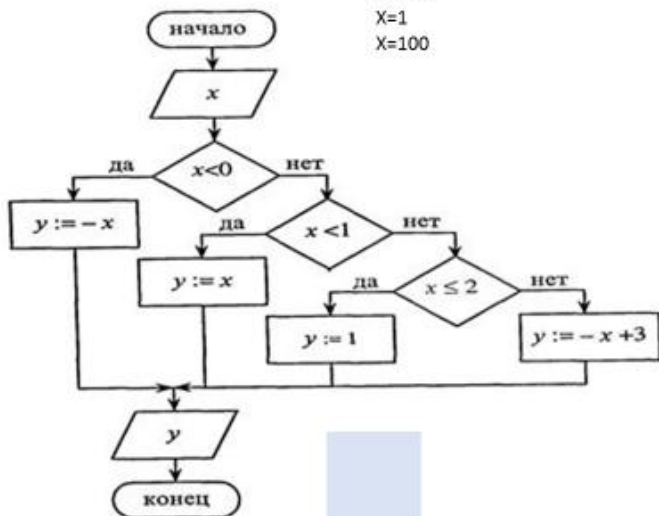 X=1
X=100
начало
x
x<0
да
нет
y := – x
x <1
да
нет
y := x
x ≤ 2
да
нет
y := 1
y := – x +3
y
конец